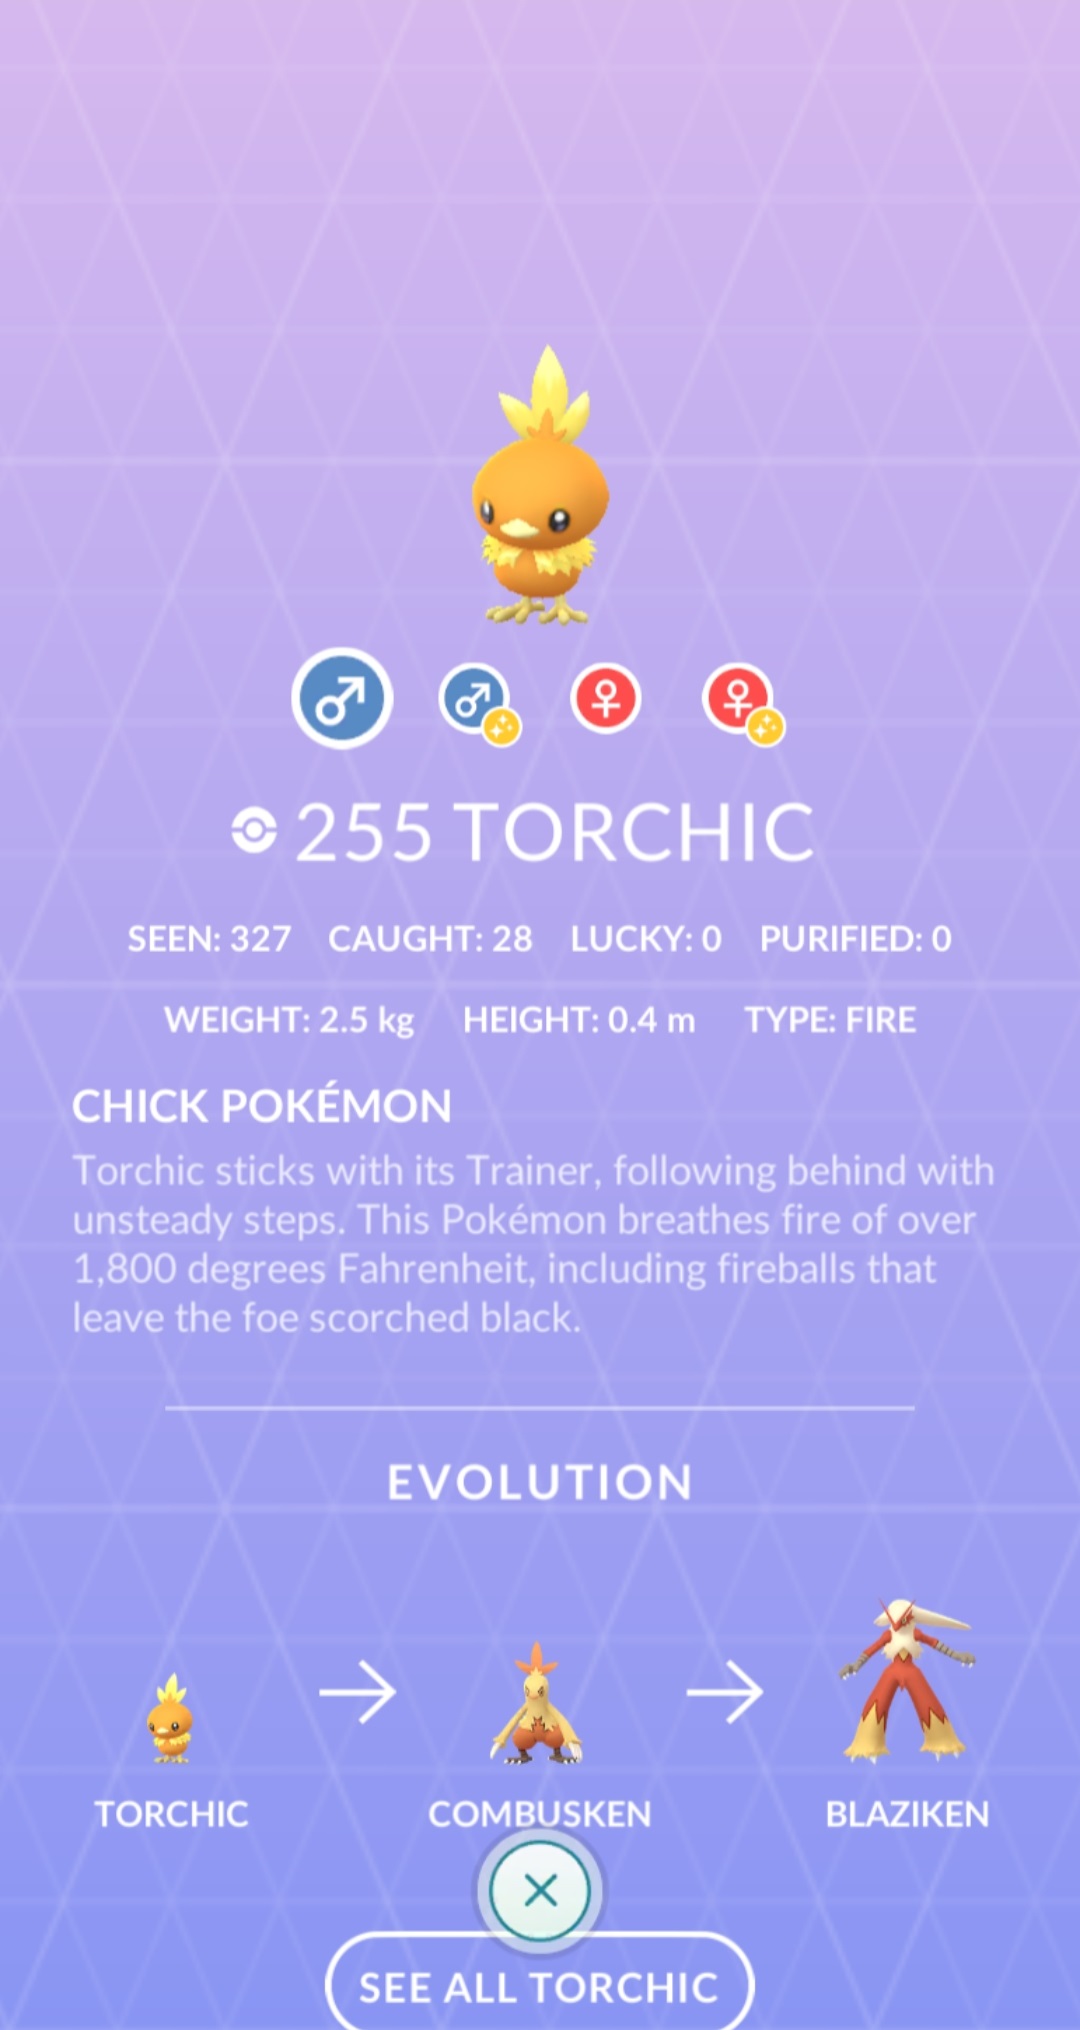 255 TORCHIC
SEEN: 327 CAUGHT: 28 LUCKY: 0 PURIFIED: 0
WEIGHT: 2.5 kg HEIGHT: 0.4 m TYPE: FIRE
CHICK POKÉMON
Torchic sticks with its Trainer, following behind with
unsteady steps. This Pokémon breathes fire of over
1,800 degrees Fahrenheit, including fireballs that
leave the foe scorched black.
EVOLUTION
TORCHIC COMBUSKEN BLAZIKEN
SEE ALL TORCHIC